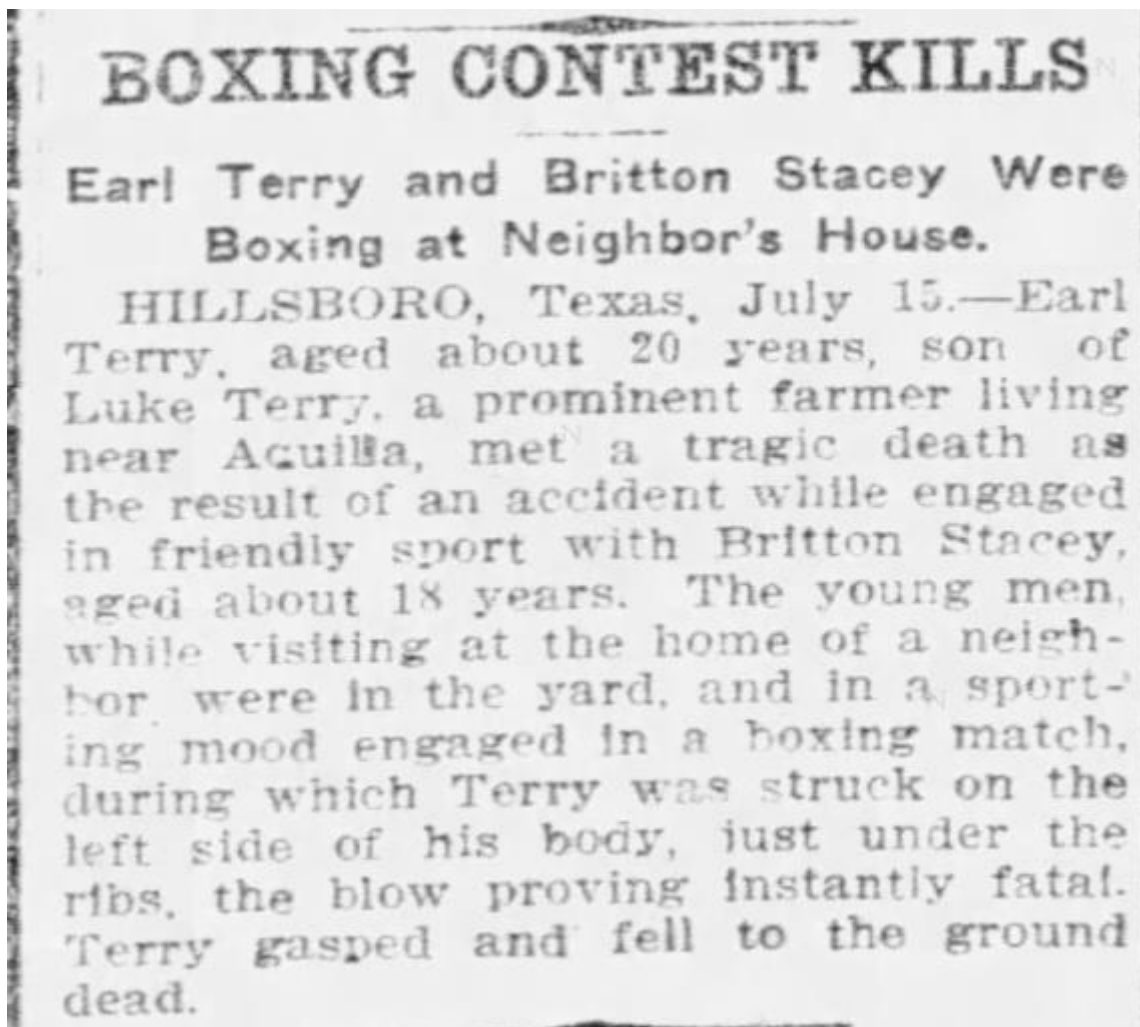 BOXING CONTEST KILLS
Earl Terry and Britton Stacey Were
Boxing at Neighbor's House.
HILLSBORO, Texas, July 15.—Earl
Terry, aged about 20 years, son of
Luke Terry, a prominent farmer living
near Aquilla, met a tragic death as
the result of an accident while engaged
in friendly sport with Britton Stacey,
aged about 18 years. The young men,
while visiting at the home of a neigh-
bor, were in the yard, and in a sport-
ing mood engaged in a boxing match,
during which Terry was struck on the
left side of his body, just under the
ribs, the blow proving instantly fatal.
Terry gasped and fell to the ground
dead.